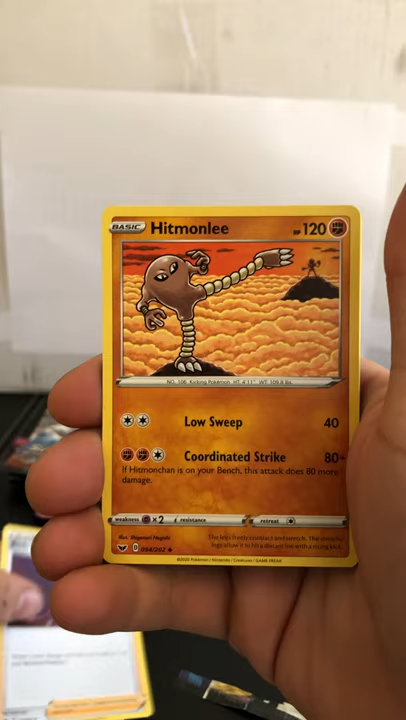 BASIC Hitmonlee HP 120
NO. 106 Kicking Pokémon HT: 4'11" WT: 109.8 lbs
Low Sweep 40
Coordinated Strike 80+
If Hitmonchan is on your Bench, this attack does 80 more
damage.
weakness ×2 resistance retreat
Illus. Shigenori Negishi
The legs freely contract and stretch. The stretchy
legs allow it to hit a distant foe with a rising kick.
D 094/202
©2020 Pokémon / Nintendo / Creatures / GAME FREAK